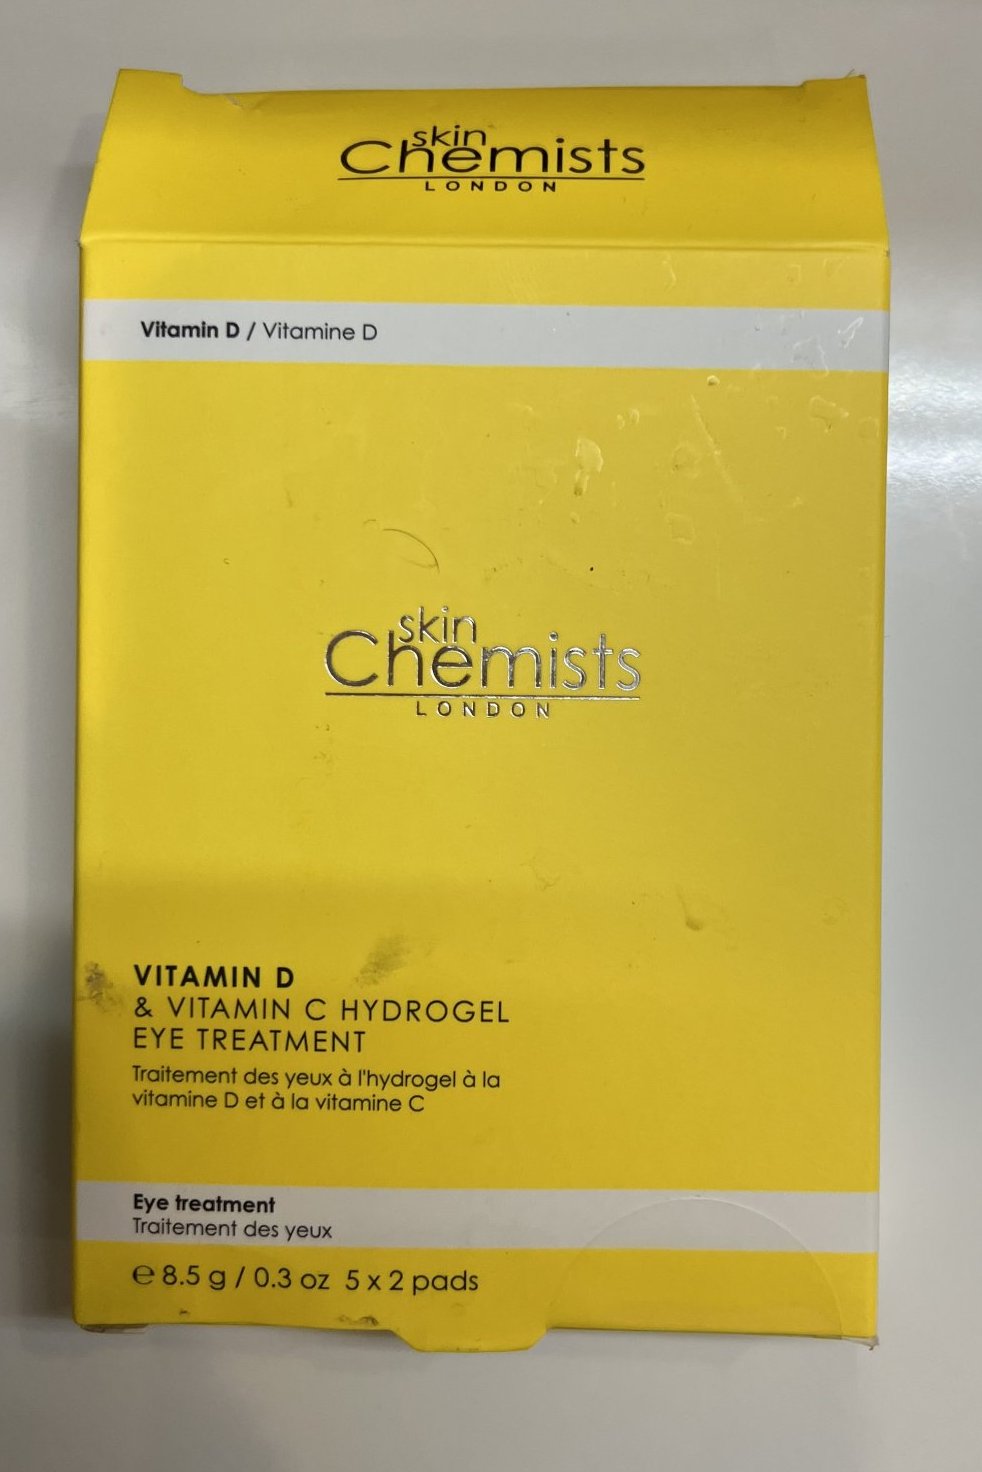 skin
Chemists
LONDON
Vitamin D / Vitamine D
skin
Chemists
LONDON
VITAMIN D
& VITAMIN C HYDROGEL
EYE TREATMENT
Traitement des yeux à l'hydrogel à la
vitamine D et à la vitamine C
Eye treatment
Traitement des yeux
℮ 8.5 g / 0.3 oz 5 x 2 pads